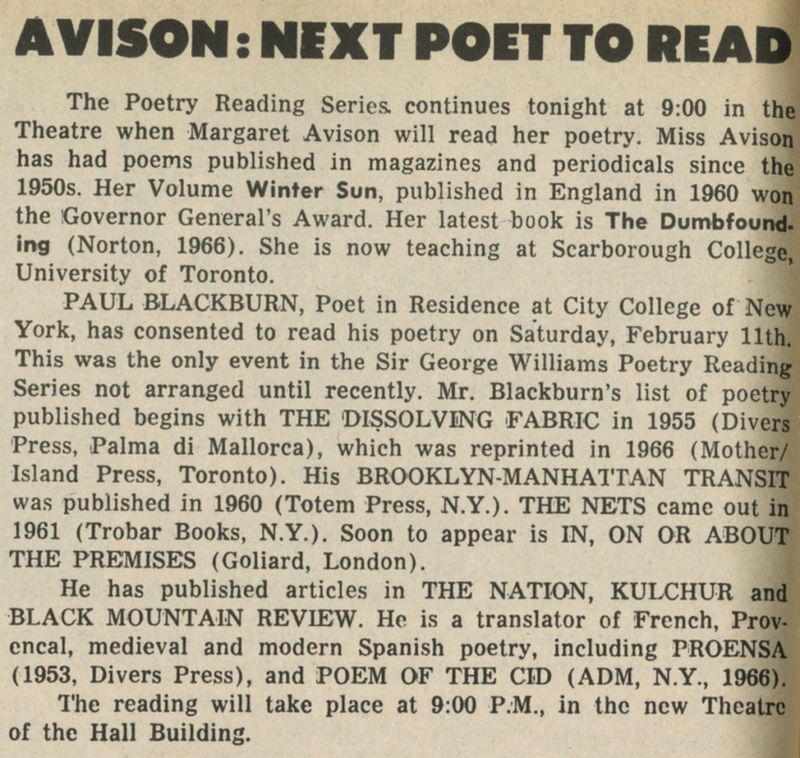 AVISON: NEXT POET TO READ
The Poetry Reading Series continues tonight at 9:00 in the
Theatre when Margaret Avison will read her poetry. Miss Avison
has had poems published in magazines and periodicals since the
1950s. Her Volume Winter Sun, published in England in 1960 won
the Governor General's Award. Her latest book is The Dumbfound-
ing (Norton, 1966). She is now teaching at Scarborough College,
University of Toronto.
PAUL BLACKBURN, Poet in Residence at City College of New
York, has consented to read his poetry on Saturday, February 11th.
This was the only event in the Sir George Williams Poetry Reading
Series not arranged until recently. Mr. Blackburn's list of poetry
published begins with THE DISSOLVING FABRIC in 1955 (Divers
Press, Palma di Mallorca), which was reprinted in 1966 (Mother/
Island Press, Toronto). His BROOKLYN-MANHATTAN TRANSIT
was published in 1960 (Totem Press, N.Y.). THE NETS came out in
1961 (Trobar Books, N.Y.). Soon to appear is IN, ON OR ABOUT
THE PREMISES (Goliard, London).
He has published articles in THE NATION, KULCHUR and
BLACK MOUNTAIN REVIEW. He is a translator of French, Prov-
encal, medieval and modern Spanish poetry, including PROENSA
(1953, Divers Press), and POEM OF THE CID (ADM, N.Y., 1966).
The reading will take place at 9:00 P.M., in the new Theatre
of the Hall Building.